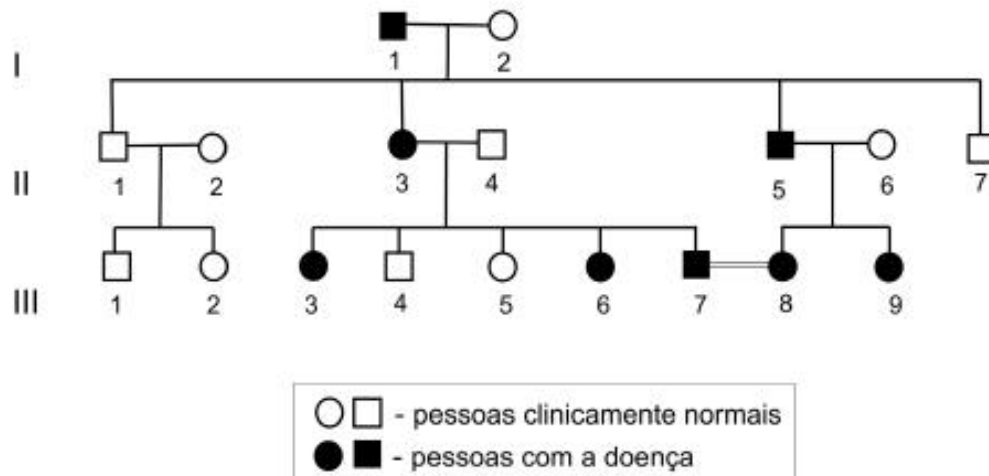 I
1 2
II
1 2 3 4 5 6 7
III
1 2 3 4 5 6 7 8 9
- pessoas clinicamente normais
- pessoas com a doença